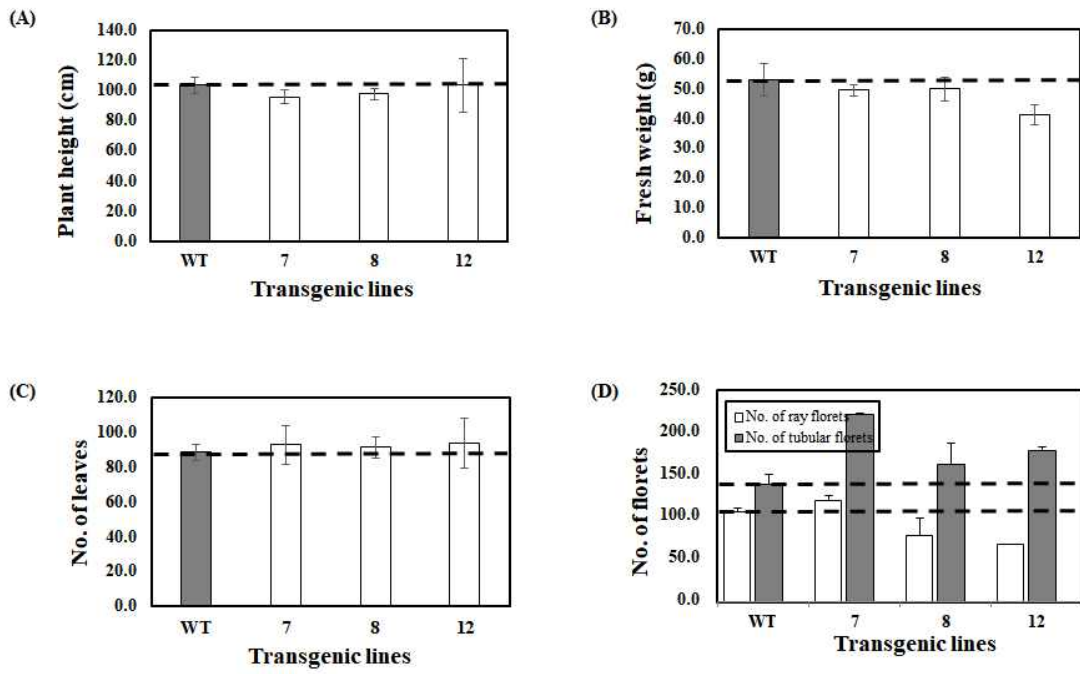 (A)
Plant height (cm)
140.0
120.0
100.0
80.0
60.0
40.0
20.0
0.0
WT 7 8 12
Transgenic lines
(B)
Fresh weight (g)
70.0
60.0
50.0
40.0
30.0
20.0
10.0
0.0
WT 7 8 12
Transgenic lines
(C)
No. of leaves
120.0
100.0
80.0
60.0
40.0
20.0
0.0
WT 7 8 12
Transgenic lines
(D)
No. of florets
250.0
200.0
150.0
100.0
50.0
0.0
No. of ray florets
No. of tubular florets
WT 7 8 12
Transgenic lines